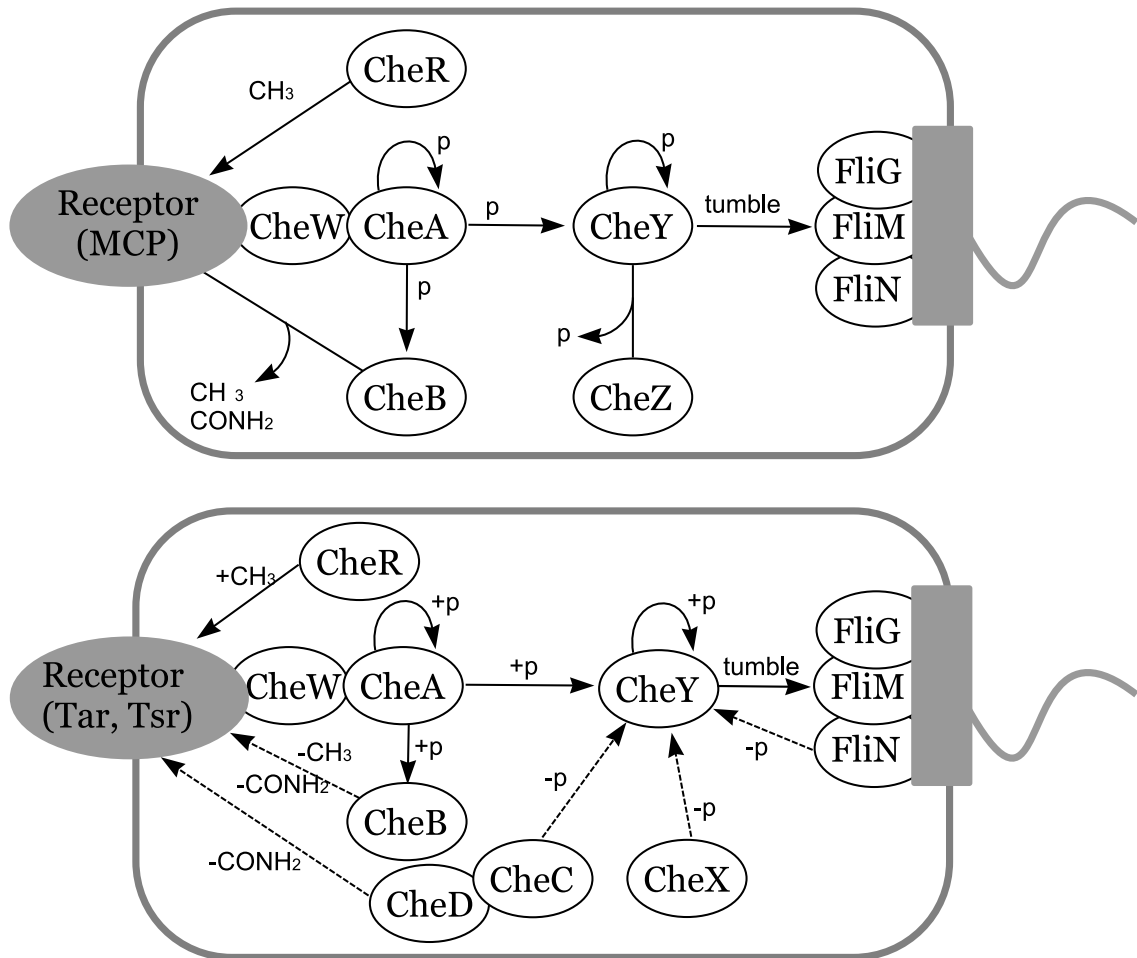 CheR
CH3
p
p
FliG
Receptor
(MCP)
CheW
CheA
p
CheY
tumble
FliM
p
FliN
p
CH 3
CONH2
CheB
CheZ
CheR
+CH3
+p
+p
FliG
Receptor
(Tar, Tsr)
CheW
CheA
+p
CheY
tumble
FliM
-CH3
+p
-p
FliN
-CONH2
-p
CheB
-p
-CONH2
CheD
CheC
CheX